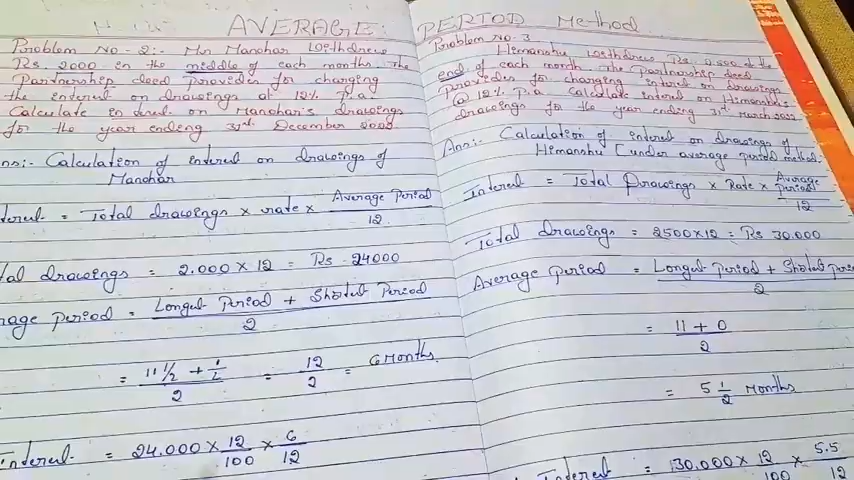 AVERAGE PERIOD Method
Problem No - 2:- Mr Manohar Withdrew
Rs. 2000 in the middle of each months. The
Partnership deed provides for charging
the interest on drawings at 12% P.a
Calculate interest on Manohar's drawings
for the year ending 31st December 2009
Ans:- Calculation of interest on drawings of
Manohar
Interest = Total drawings × rate × Average Period / 12
Total drawings = 2.000 × 12 = Rs - 24000
Average Period = Longest Period + Shortest Period / 2
= 11 1/2 + 1/2 / 2 = 12 / 2 = 6 Months
Interest = 24.000 × 12/100 × 6/12
Problem No. 3
Himanshu withdrew Rs. 2,500 at the
end of each month The Partnership deed
Provides for charging interest on drawings
@ 12% P.a Calculate interest on Himanshu's
drawings for the year ending 31st March 2022
Ans:- Calculation of interest on drawings of
Himanshu [under average period method.
Interest = Total Drawings × Rate × Average Period / 12
Total drawings = 2500 × 12 = Rs 30.000
Average Period = Longest Period + Shortest Period / 2
= 11 + 0 / 2
= 5 1/2 Months
Interest = 30.000 × 12/100 × 5.5/12